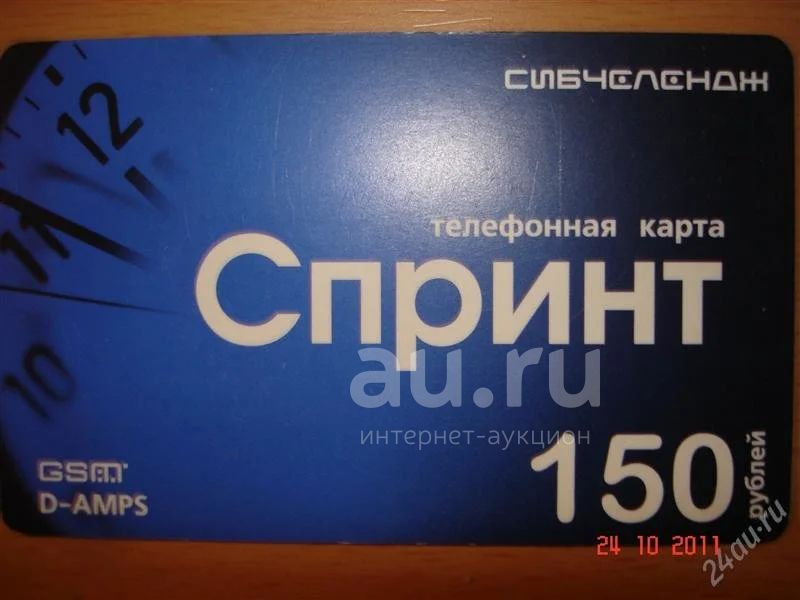 СИБЧЕЛЕНДЖ
12
11
10
телефонная карта
Спринт
au.ru
интернет-аукцион
GSM
D-AMPS
150
рублей
24 10 2011
24au.ru